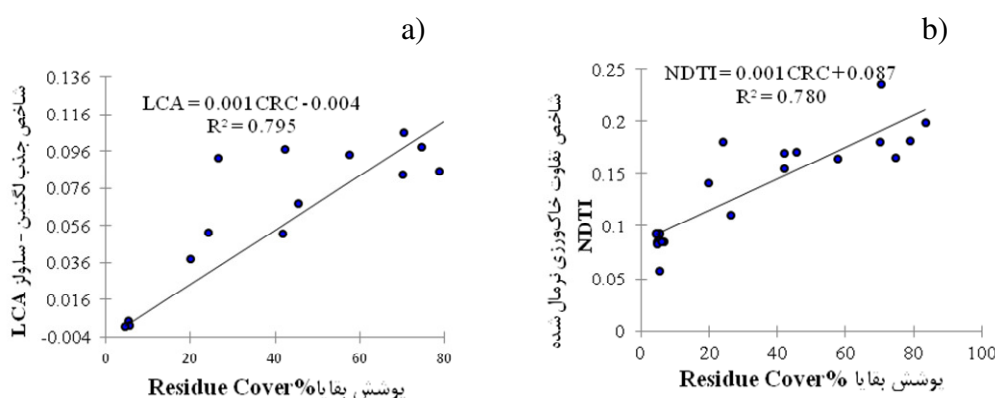 a)
LCA = 0.001CRC - 0.004
R² = 0.795
0.136
0.116
0.096
0.076
0.056
0.036
0.016
-0.004
0 20 40 60 80
شاخص جذب لگنین - سلولز LCA
Residue Cover% پوشش بقایا
b)
NDTI = 0.001CRC + 0.087
R² = 0.780
0.25
0.2
0.15
0.1
0.05
0
0 20 40 60 80 100
شاخص تفاوت خاک‌ورزی نرمال شده
NDTI
Residue Cover% پوشش بقایا